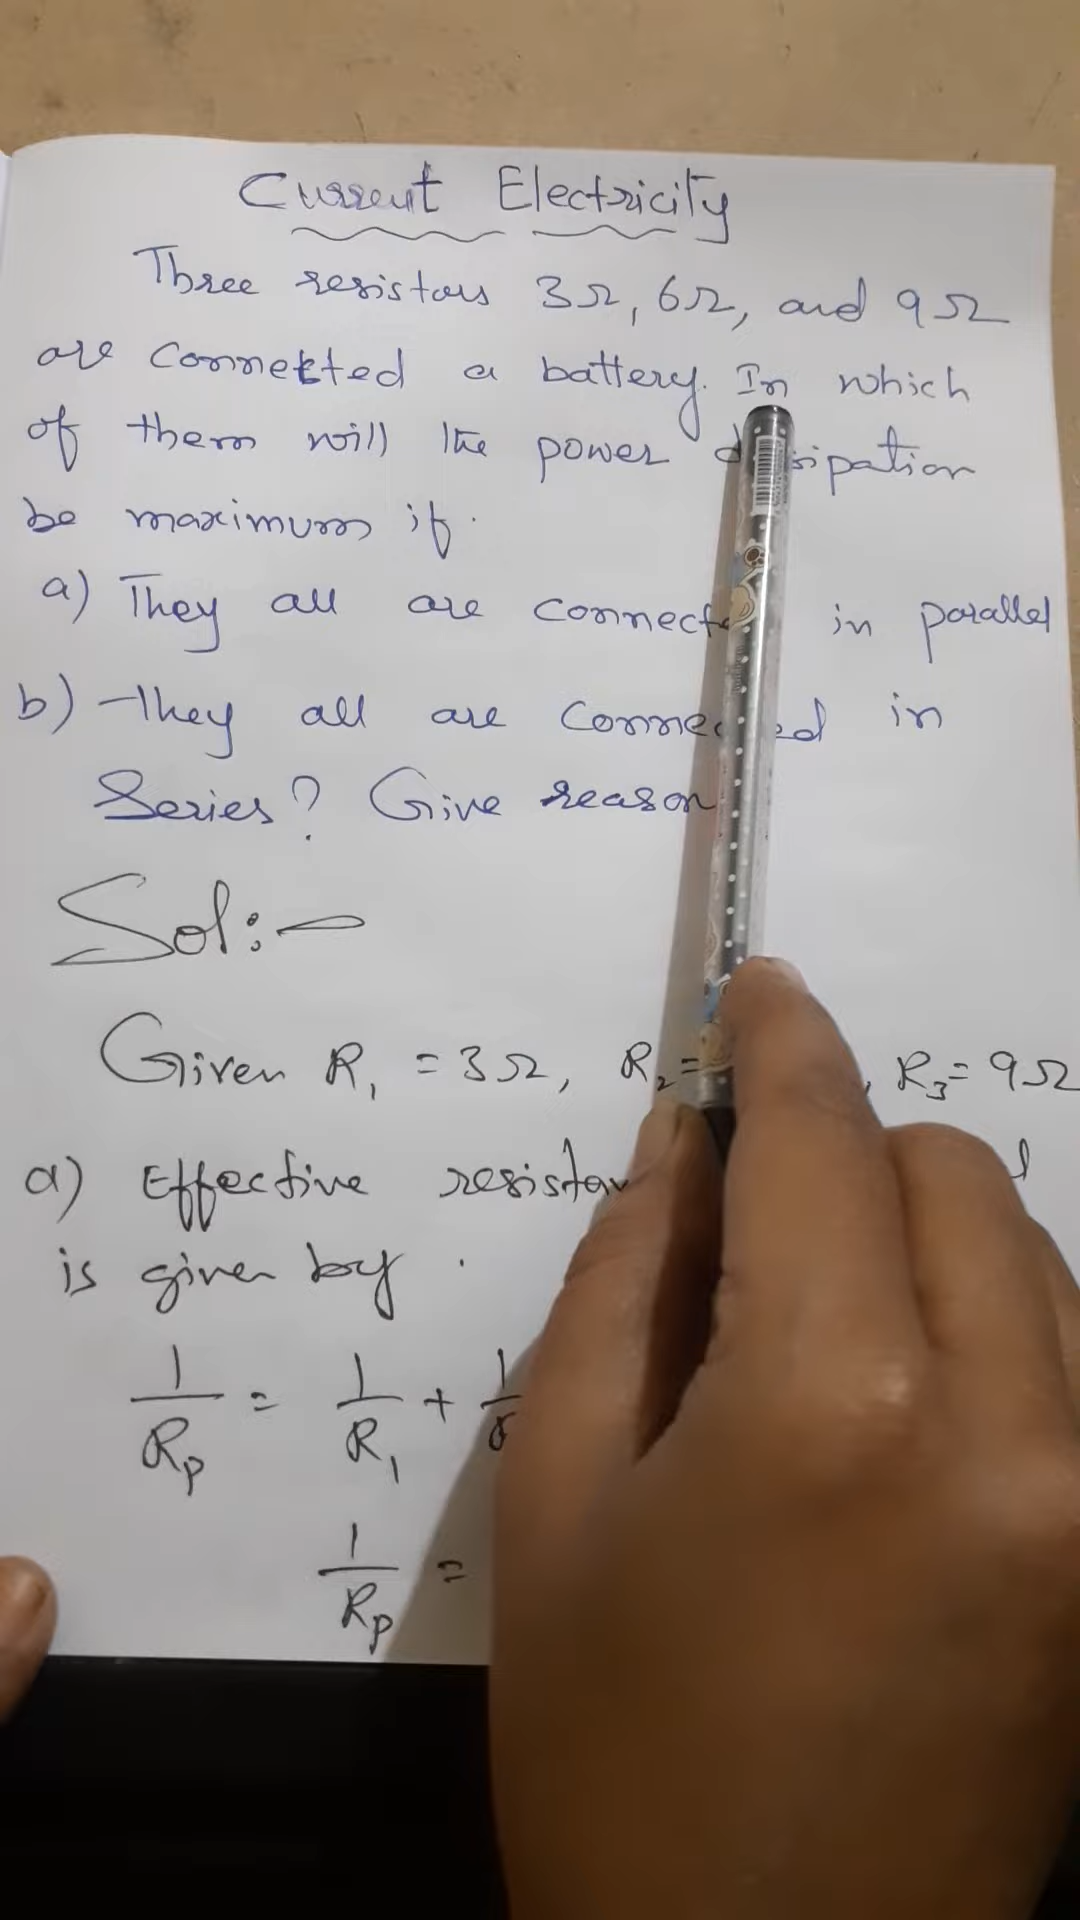 Current Electricity
Three resistors 3Ω, 6Ω, and 9Ω
are connected a battery. In which
of them will the power
be maximum if.
a) They all are in parallel
b) They all are in
Series? Give reason
Sol:-
Given R₁ = 3Ω, R₂= , R₃= 9Ω
a) Effective
is given by .
1/Rp = 1/R₁ + 1/
1/Rp =